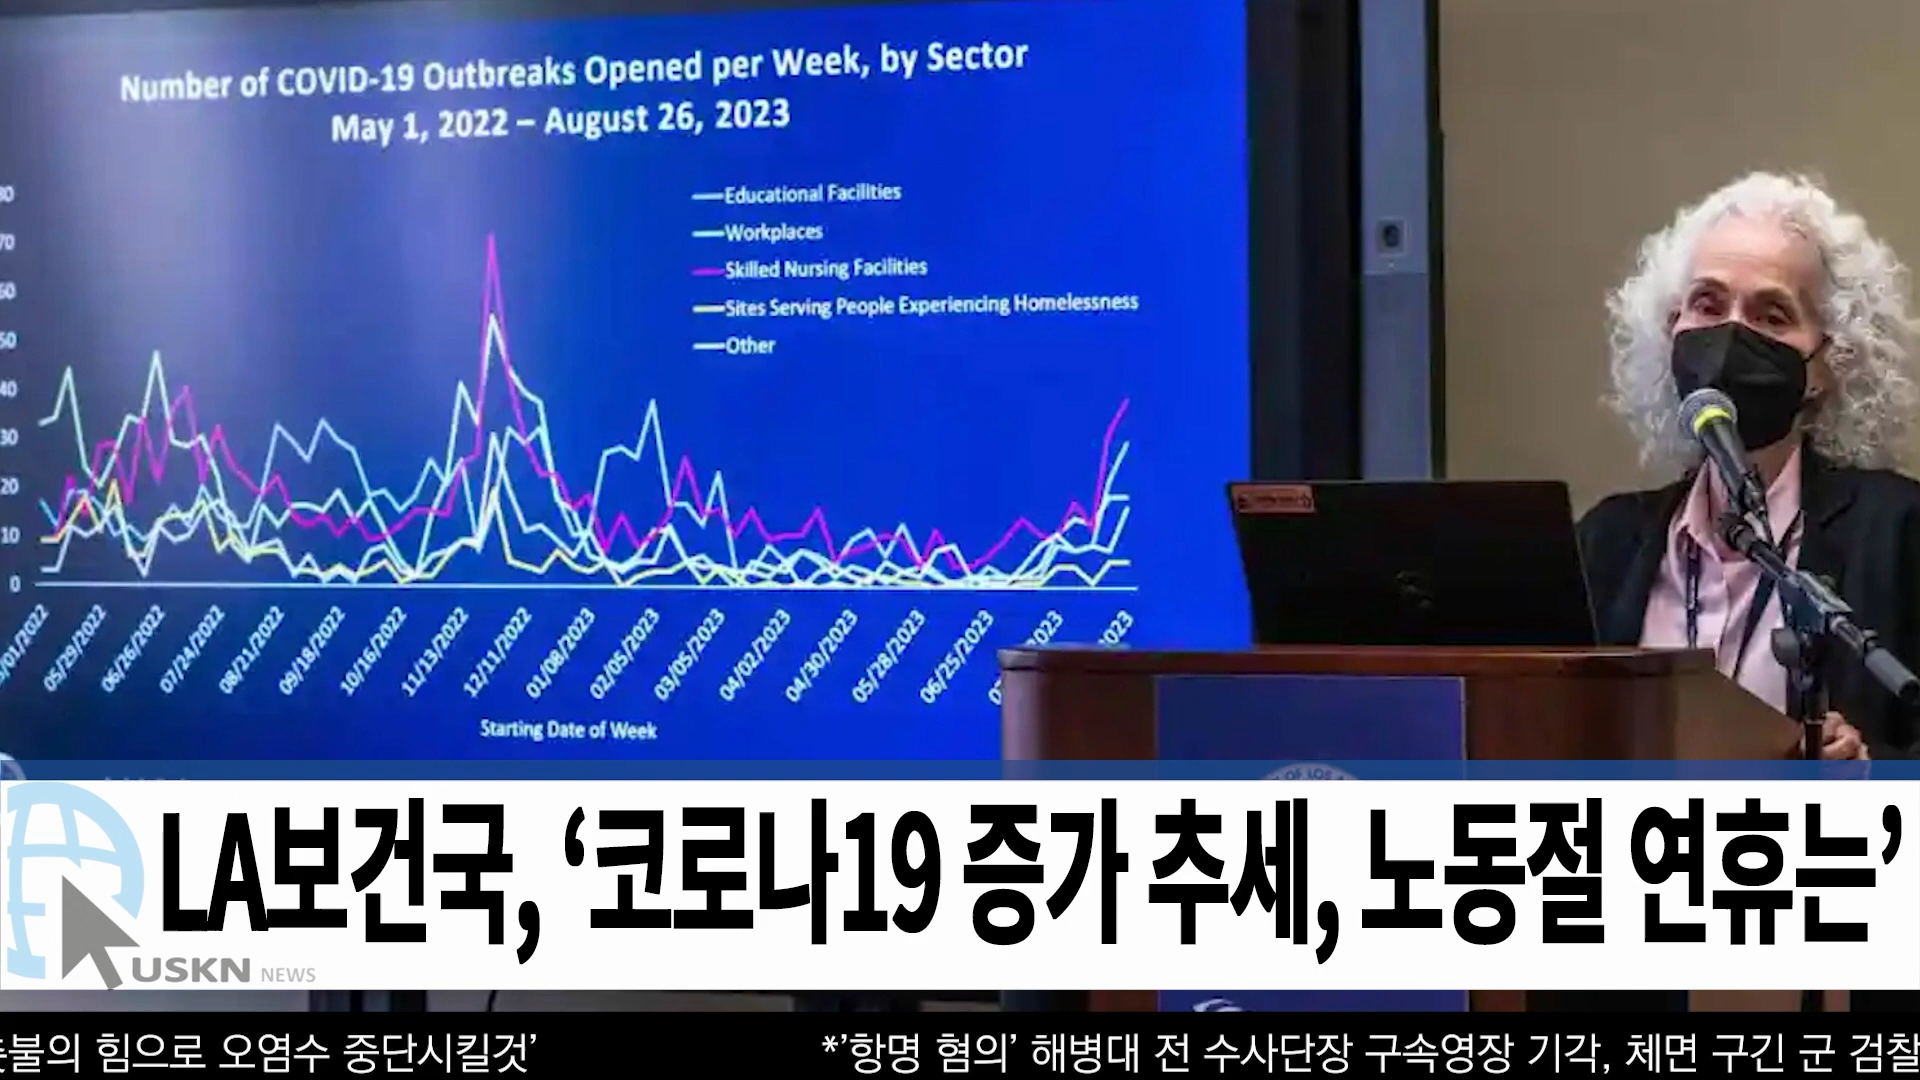 Number of COVID-19 Outbreaks Opened per Week, by Sector
May 1, 2022 – August 26, 2023
Educational Facilities
Workplaces
Skilled Nursing Facilities
Sites Serving People Experiencing Homelessness
Other
80
70
60
50
40
30
20
10
0
05/29/2022
06/26/2022
07/24/2022
08/21/2022
09/18/2022
10/16/2022
11/13/2022
12/11/2022
01/08/2023
02/05/2023
03/05/2023
04/02/2023
04/30/2023
05/28/2023
06/25/2023
Starting Date of Week
OF LOS
LA보건국, ‘코로나19 증가 추세, 노동절 연휴는’
USKN NEWS
불의 힘으로 오염수 중단시킬것’ *’항명 혐의’ 해병대 전 수사단장 구속영장 기각, 체면 구긴 군 검찰